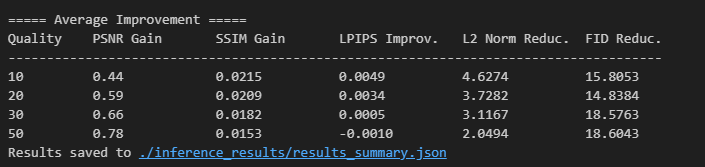 ===== Average Improvement =====
Quality    PSNR Gain       SSIM Gain       LPIPS Improv.   L2 Norm Reduc.  FID Reduc.
-------------------------------------------------------------------------------------
10         0.44            0.0215          0.0049          4.6274          15.8053
20         0.59            0.0209          0.0034          3.7282          14.8384
30         0.66            0.0182          0.0005          3.1167          18.5763
50         0.78            0.0153          -0.0010         2.0494          18.6043
Results saved to ./inference_results/results_summary.json